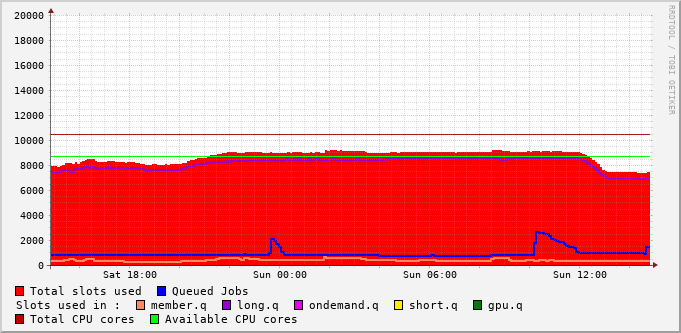 20000
18000
16000
14000
12000
10000
8000
6000
4000
2000
0
Sat 18:00 Sun 00:00 Sun 06:00 Sun 12:00
RRDTOOL / TOBI OETIKER
Total slots used Queued Jobs
Slots used in : member.q long.q ondemand.q short.q gpu.q
Total CPU cores Available CPU cores